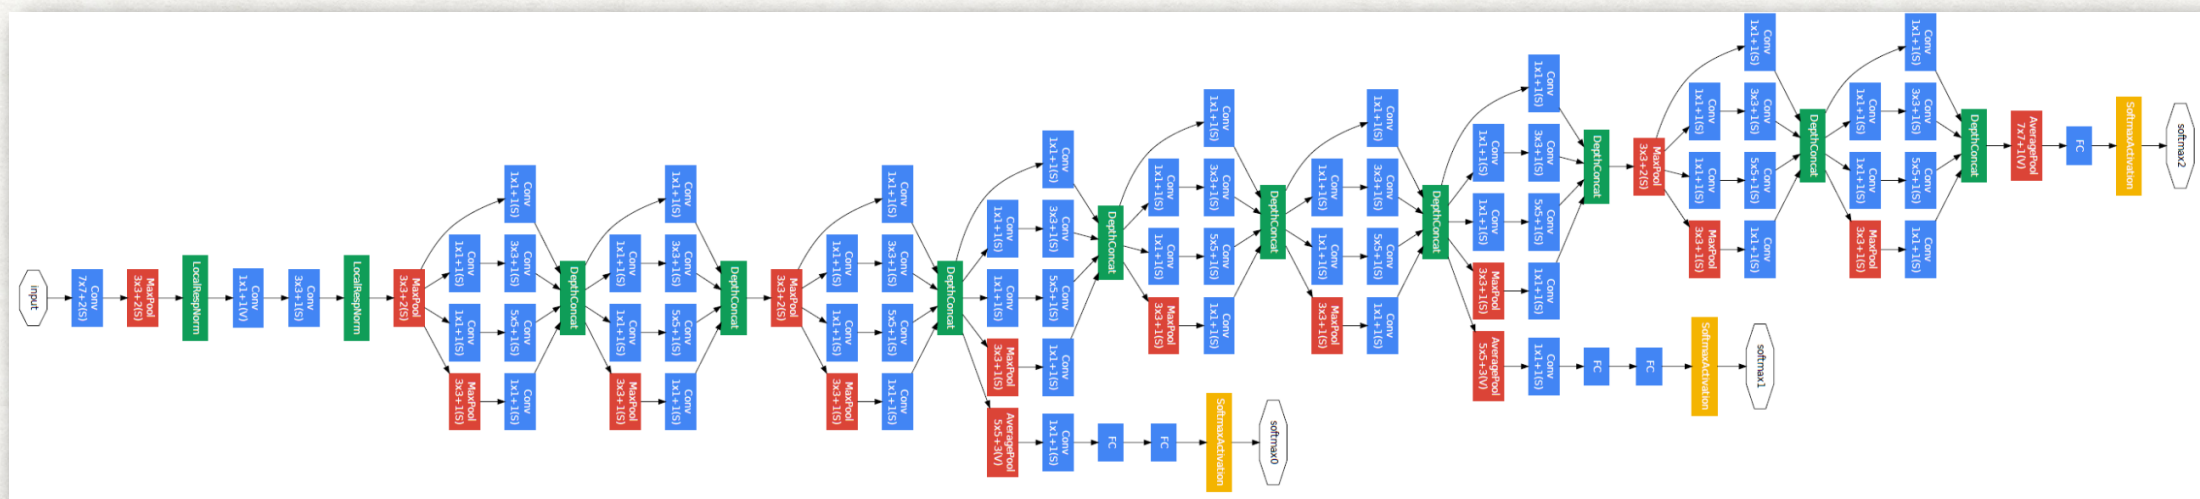 input
Conv
7x7+2(S)
MaxPool
3x3+2(S)
LocalRespNorm
Conv
1x1+1(V)
Conv
3x3+1(S)
LocalRespNorm
MaxPool
3x3+2(S)
Conv
1x1+1(S)
Conv
1x1+1(S)
MaxPool
3x3+1(S)
Conv
1x1+1(S)
Conv
3x3+1(S)
Conv
5x5+1(S)
Conv
1x1+1(S)
DepthConcat
Conv
1x1+1(S)
Conv
1x1+1(S)
MaxPool
3x3+1(S)
Conv
1x1+1(S)
Conv
3x3+1(S)
Conv
5x5+1(S)
Conv
1x1+1(S)
DepthConcat
MaxPool
3x3+2(S)
Conv
1x1+1(S)
Conv
1x1+1(S)
MaxPool
3x3+1(S)
Conv
1x1+1(S)
Conv
3x3+1(S)
Conv
5x5+1(S)
Conv
1x1+1(S)
DepthConcat
Conv
1x1+1(S)
Conv
1x1+1(S)
MaxPool
3x3+1(S)
AveragePool
5x5+3(V)
Conv
1x1+1(S)
Conv
3x3+1(S)
Conv
5x5+1(S)
Conv
1x1+1(S)
Conv
1x1+1(S)
DepthConcat
FC
Conv
1x1+1(S)
Conv
1x1+1(S)
MaxPool
3x3+1(S)
FC
Conv
1x1+1(S)
Conv
3x3+1(S)
Conv
5x5+1(S)
Conv
1x1+1(S)
SoftmaxActivation
DepthConcat
softmax0
Conv
1x1+1(S)
Conv
1x1+1(S)
MaxPool
3x3+1(S)
Conv
1x1+1(S)
Conv
3x3+1(S)
Conv
5x5+1(S)
Conv
1x1+1(S)
DepthConcat
Conv
1x1+1(S)
Conv
1x1+1(S)
MaxPool
3x3+1(S)
AveragePool
5x5+3(V)
Conv
1x1+1(S)
Conv
3x3+1(S)
Conv
5x5+1(S)
Conv
1x1+1(S)
Conv
1x1+1(S)
DepthConcat
FC
MaxPool
3x3+2(S)
FC
Conv
1x1+1(S)
Conv
1x1+1(S)
MaxPool
3x3+1(S)
SoftmaxActivation
Conv
1x1+1(S)
Conv
3x3+1(S)
Conv
5x5+1(S)
Conv
1x1+1(S)
softmax1
DepthConcat
Conv
1x1+1(S)
Conv
1x1+1(S)
MaxPool
3x3+1(S)
Conv
1x1+1(S)
Conv
3x3+1(S)
Conv
5x5+1(S)
Conv
1x1+1(S)
DepthConcat
AveragePool
7x7+1(V)
FC
SoftmaxActivation
softmax2